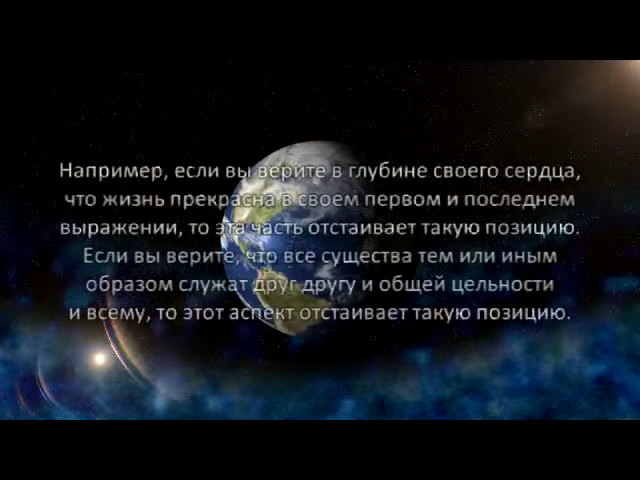 Например, если вы верите в глубине своего сердца,
что жизнь прекрасна в своем первом и последнем
выражении, то эта часть отстаивает такую позицию.
Если вы верите, что все существа тем или иным
образом служат друг другу и общей цельности
и всему, то этот аспект отстаивает такую позицию.